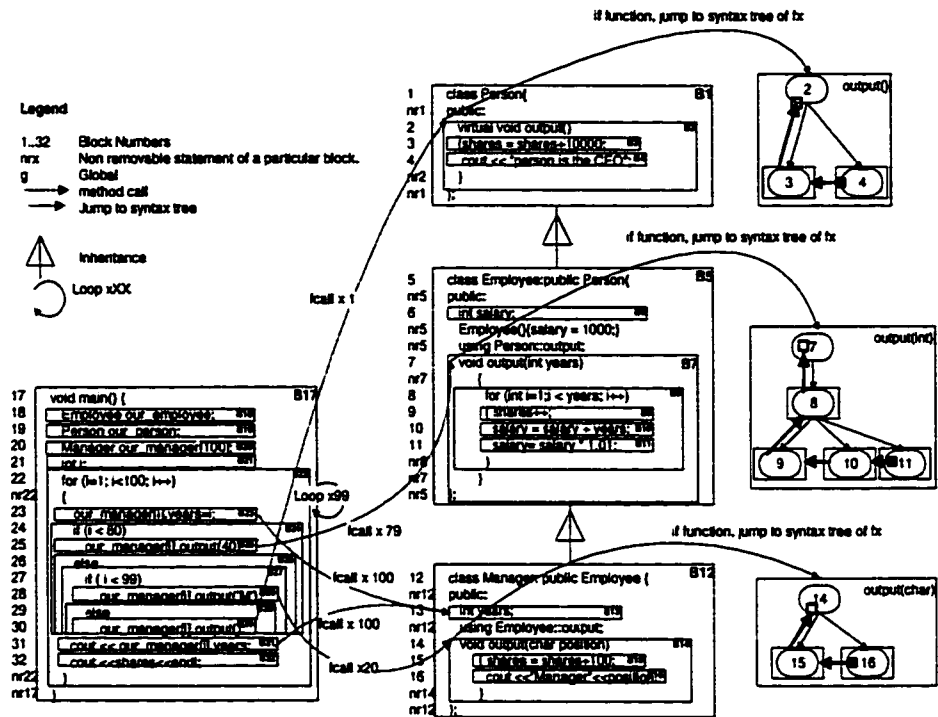 if function, jump to syntax tree of fx
Legend
1..32 Block Numbers
nrx Non removable statement of a particular block.
g Global
method call
Jump to syntax tree
Inheritance
Loop xXX
1 class Person{ B1
nr1 public:
2 virtual void output()
3 {shares = shares+10000;
4 cout << "person is the CEO";
nr2 }
nr1 };
output()
2
3 4
if function, jump to syntax tree of fx
fcall x 1
5 class Employee:public Person{ B5
nr5 public:
6 int salary;
nr5 Employee(){salary = 1000;}
nr5 using Person::output;
7 void output(int years) B7
nr7 {
8 for (int i=1;i < years; i++)
9 { shares++;
10 salary = salary + years;
11 salary= salary * 1.01;
nr8 }
nr7 }
nr5 };
output(int)
7
8
9 10 11
17 void main() { B17
18 Employee our_employee;
19 Person our_person;
20 Manager our_manager[100];
21 int i;
22 for (i=1; i<100; i++)
nr22 {
23 our_manager[i].years=i;
24 if (i < 80)
25 our_manager[i].output(40);
26 else
27 if ( i < 99)
28 our_manager[i].output('M');
29 else
30 our_manager[i].output();
31 cout << our_manager[i].years;
32 cout <<shares<<endl;
nr22 }
nr17 }
Loop x99
fcall x 79
fcall x 100
fcall x 100
fcall x20
if function, jump to syntax tree of fx
12 class Manager: public Employee { B12
nr12 public:
13 int years;
nr12 using Employee::output;
14 void output(char position)
15 { shares = shares+100;
16 cout <<"Manager"<<position
nr14 }
nr12 };
output(char)
14
15 16